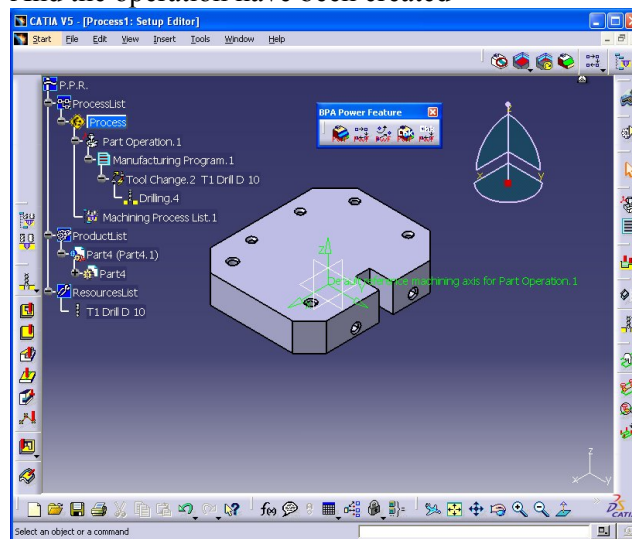 And the operation have been created
CATIA V5 - [Process1: Setup Editor]
Start File Edit View Insert Tools Window Help
P.P.R.
ProcessList
Process
Part Operation.1
Manufacturing Program.1
Tool Change.2 T1 Drill D 10
Drilling.4
Machining Process List.1
ProductList
Part4 (Part4.1)
Part4
ResourcesList
T1 Drill D 10
BPA Power Feature
Z
Default reference machining axis for Part Operation.1
z
x
y
Select an object or a command